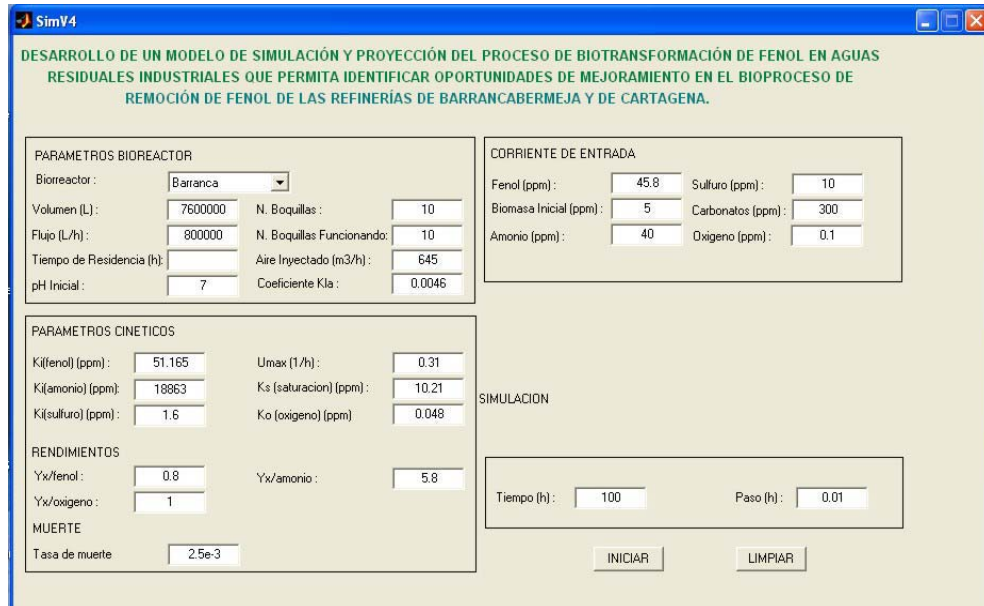 SimV4
DESARROLLO DE UN MODELO DE SIMULACIÓN Y PROYECCIÓN DEL PROCESO DE BIOTRANSFORMACIÓN DE FENOL EN AGUAS
RESIDUALES INDUSTRIALES QUE PERMITA IDENTIFICAR OPORTUNIDADES DE MEJORAMIENTO EN EL BIOPROCESO DE
REMOCIÓN DE FENOL DE LAS REFINERÍAS DE BARRANCABERMEJA Y DE CARTAGENA.
PARAMETROS BIOREACTOR
Biorreactor : Barranca
Volumen (L) : 7600000 N. Boquillas : 10
Flujo (L/h) : 800000 N. Boquillas Funcionando: 10
Tiempo de Residencia (h): Aire Inyectado (m3/h) : 645
pH Inicial : 7 Coeficiente Kla : 0.0046
CORRIENTE DE ENTRADA
Fenol (ppm) : 45.8 Sulfuro (ppm) : 10
Biomasa Inicial (ppm) : 5 Carbonatos (ppm) : 300
Amonio (ppm) : 40 Oxigeno (ppm) : 0.1
PARAMETROS CINETICOS
Ki(fenol) (ppm) : 51.165 Umax (1/h) : 0.31
Ki(amonio) (ppm): 18863 Ks (saturacion) (ppm) : 10.21
Ki(sulfuro) (ppm) : 1.6 Ko (oxigeno) (ppm) 0.048
RENDIMIENTOS
Yx/fenol : 0.8 Yx/amonio : 5.8
Yx/oxigeno : 1
MUERTE
Tasa de muerte 2.5e-3
SIMULACION
Tiempo (h) : 100 Paso (h) : 0.01
INICIAR LIMPIAR